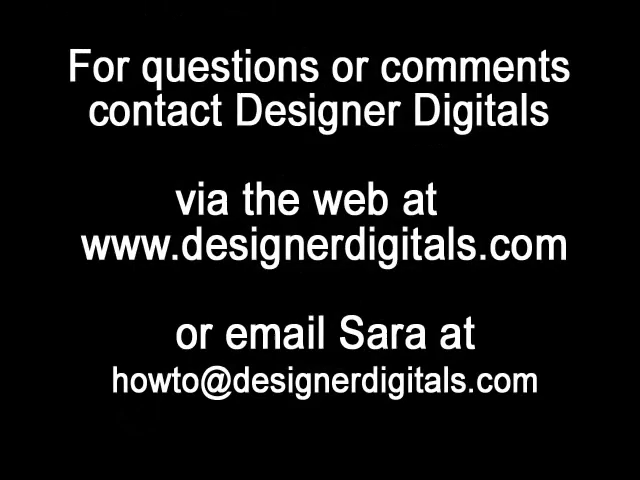 For questions or comments
contact Designer Digitals
via the web at
www.designerdigitals.com
or email Sara at
howto@designerdigitals.com